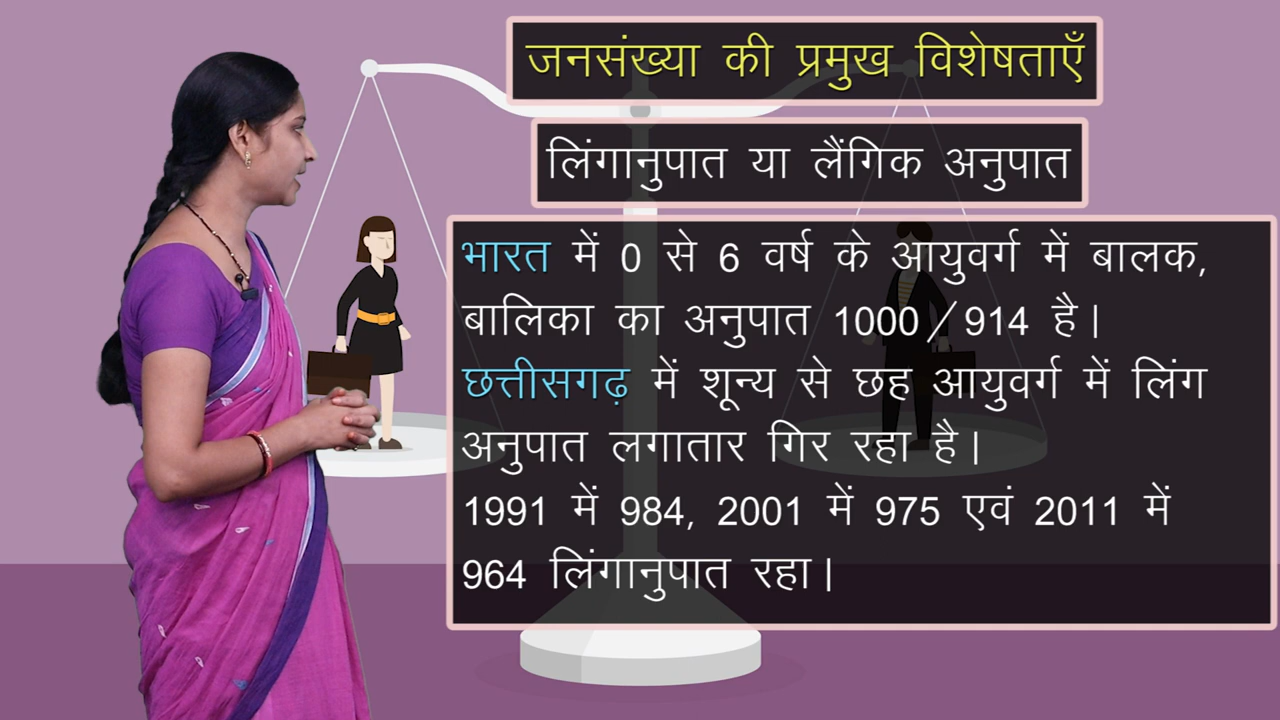 जनसंख्या की प्रमुख विशेषताएँ
लिंगानुपात या लैंगिक अनुपात
भारत में 0 से 6 वर्ष के आयुवर्ग में बालक,
बालिका का अनुपात 1000/914 है।
छत्तीसगढ़ में शून्य से छह आयुवर्ग में लिंग
अनुपात लगातार गिर रहा है।
1991 में 984, 2001 में 975 एवं 2011 में
964 लिंगानुपात रहा।